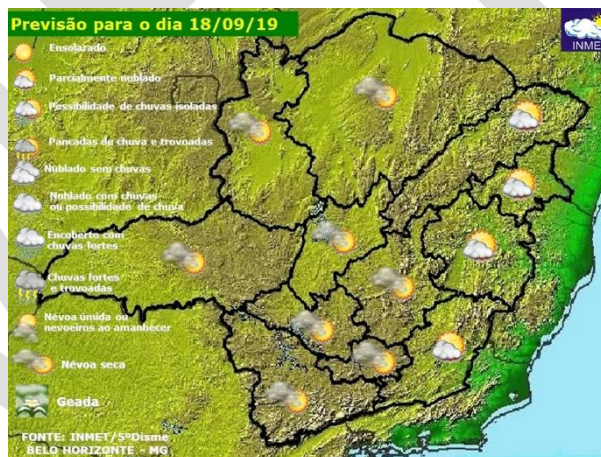 Previsão para o dia 18/09/19
INMET
Ensolarado
Parcialmente nublado
Possibilidade de chuvas isoladas
Pancadas de chuva e trovoadas
Nublado sem chuvas
Nublado com chuvas
ou possibilidade de chuva
Encoberto com
chuvas fortes
Chuvas fortes
e trovoadas
Névoa úmida ou
nevoeiros ao amanhecer
Névoa seca
Geada
FONTE: INMET/5ºDisme
BELO HORIZONTE - MG